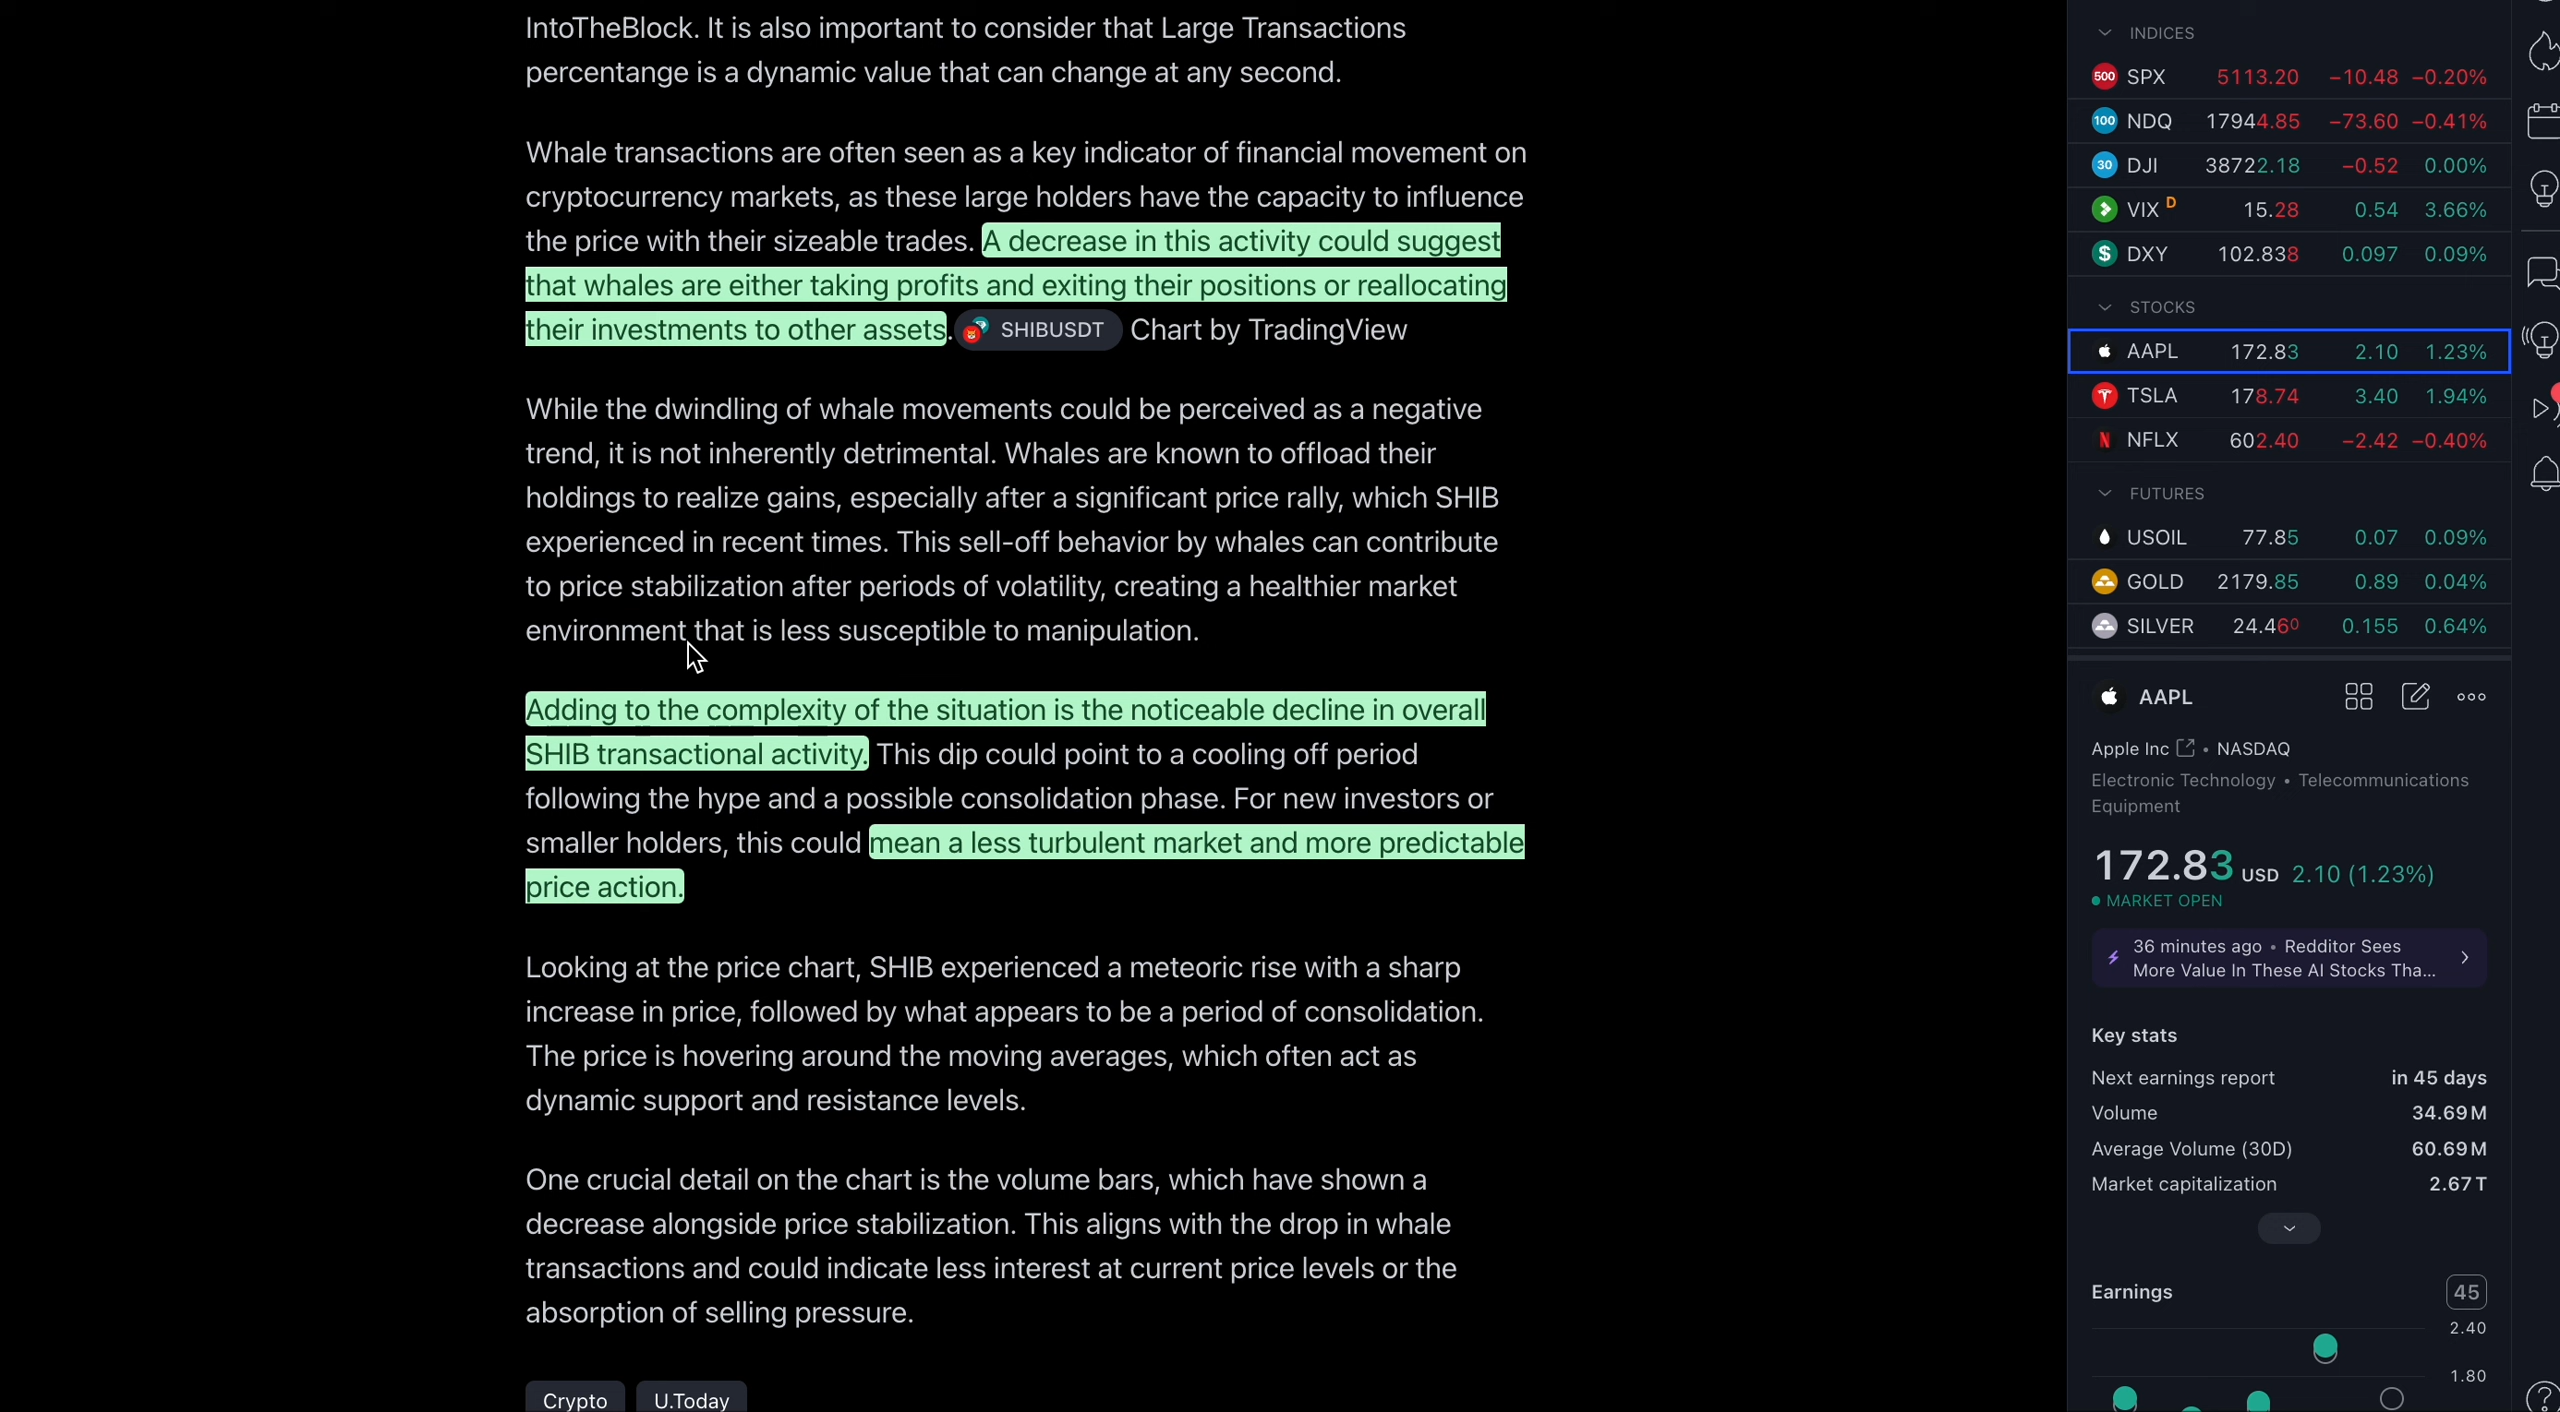 IntoTheBlock. It is also important to consider that Large Transactions
percentange is a dynamic value that can change at any second.
Whale transactions are often seen as a key indicator of financial movement on
cryptocurrency markets, as these large holders have the capacity to influence
the price with their sizeable trades. A decrease in this activity could suggest
that whales are either taking profits and exiting their positions or reallocating
their investments to other assets. SHIBUSDT Chart by TradingView
While the dwindling of whale movements could be perceived as a negative
trend, it is not inherently detrimental. Whales are known to offload their
holdings to realize gains, especially after a significant price rally, which SHIB
experienced in recent times. This sell-off behavior by whales can contribute
to price stabilization after periods of volatility, creating a healthier market
environment that is less susceptible to manipulation.
Adding to the complexity of the situation is the noticeable decline in overall
SHIB transactional activity. This dip could point to a cooling off period
following the hype and a possible consolidation phase. For new investors or
smaller holders, this could mean a less turbulent market and more predictable
price action.
Looking at the price chart, SHIB experienced a meteoric rise with a sharp
increase in price, followed by what appears to be a period of consolidation.
The price is hovering around the moving averages, which often act as
dynamic support and resistance levels.
One crucial detail on the chart is the volume bars, which have shown a
decrease alongside price stabilization. This aligns with the drop in whale
transactions and could indicate less interest at current price levels or the
absorption of selling pressure.
Crypto U.Today
INDICES
500 SPX 5113.20 −10.48 −0.20%
100 NDQ 17944.85 −73.60 −0.41%
30 DJI 38722.18 −0.52 0.00%
VIX D 15.28 0.54 3.66%
$ DXY 102.838 0.097 0.09%
STOCKS
AAPL 172.83 2.10 1.23%
TSLA 178.74 3.40 1.94%
N NFLX 602.40 −2.42 −0.40%
FUTURES
USOIL 77.85 0.07 0.09%
GOLD 2179.85 0.89 0.04%
SILVER 24.460 0.155 0.64%
AAPL
Apple Inc • NASDAQ
Electronic Technology • Telecommunications
Equipment
172.83 USD 2.10 (1.23%)
MARKET OPEN
36 minutes ago • Redditor Sees
More Value In These AI Stocks Tha...
Key stats
Next earnings report in 45 days
Volume 34.69M
Average Volume (30D) 60.69M
Market capitalization 2.67T
Earnings 45
2.40
1.80